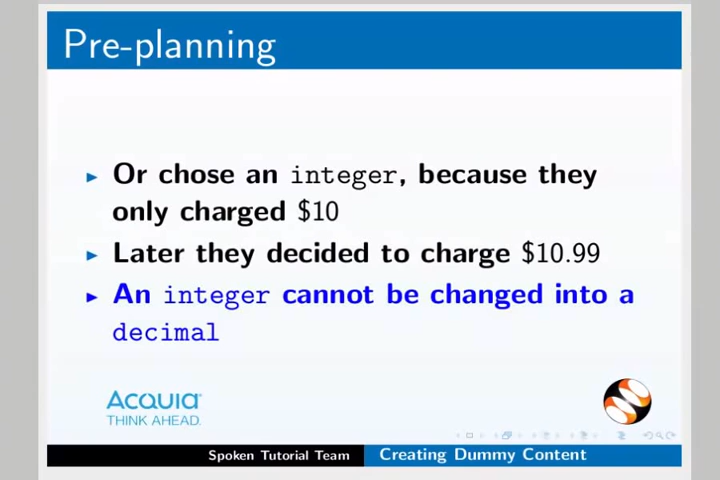 Pre-planning
Or chose an integer, because they
only charged $10
Later they decided to charge $10.99
An integer cannot be changed into a
decimal
ACQUIA
THINK AHEAD.
Spoken Tutorial Team
Creating Dummy Content